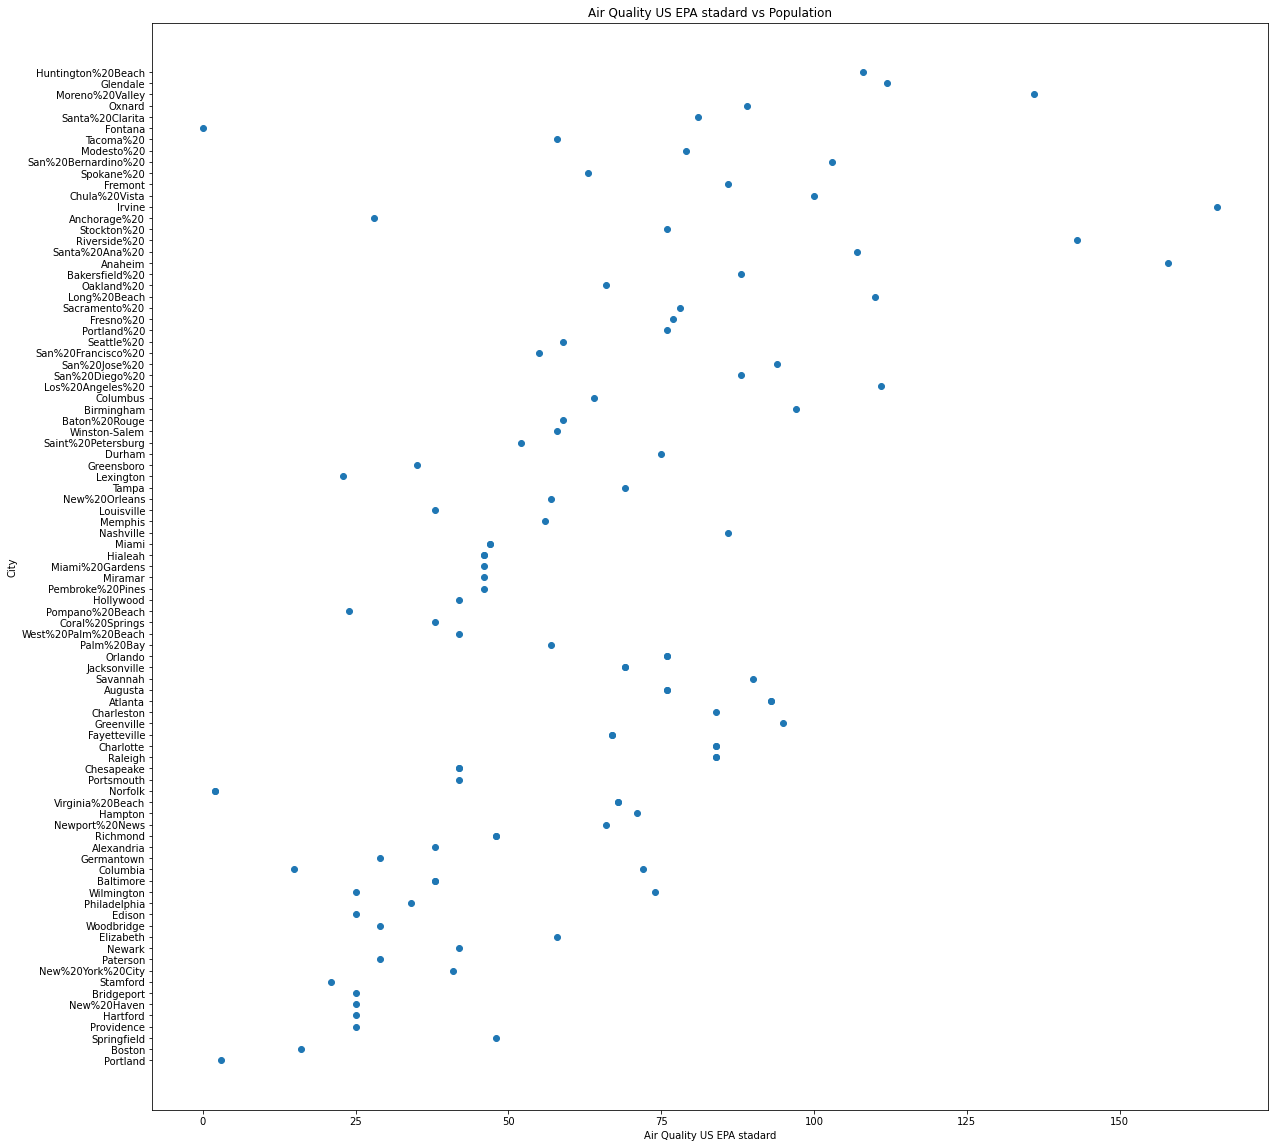 Air Quality US EPA stadard vs Population
Huntington%20Beach
Glendale
Moreno%20Valley
Oxnard
Santa%20Clarita
Fontana
Tacoma%20
Modesto%20
San%20Bernardino%20
Spokane%20
Fremont
Chula%20Vista
Irvine
Anchorage%20
Stockton%20
Riverside%20
Santa%20Ana%20
Anaheim
Bakersfield%20
Oakland%20
Long%20Beach
Sacramento%20
Fresno%20
Portland%20
Seattle%20
San%20Francisco%20
San%20Jose%20
San%20Diego%20
Los%20Angeles%20
Columbus
Birmingham
Baton%20Rouge
Winston-Salem
Saint%20Petersburg
Durham
Greensboro
Lexington
Tampa
New%20Orleans
Louisville
Memphis
Nashville
Miami
Hialeah
Miami%20Gardens
Miramar
Pembroke%20Pines
Hollywood
Pompano%20Beach
Coral%20Springs
West%20Palm%20Beach
Palm%20Bay
Orlando
Jacksonville
Savannah
Augusta
Atlanta
Charleston
Greenville
Fayetteville
Charlotte
Raleigh
Chesapeake
Portsmouth
Norfolk
Virginia%20Beach
Hampton
Newport%20News
Richmond
Alexandria
Germantown
Columbia
Baltimore
Wilmington
Philadelphia
Edison
Woodbridge
Elizabeth
Newark
Paterson
New%20York%20City
Stamford
Bridgeport
New%20Haven
Hartford
Providence
Springfield
Boston
Portland
City
0 25 50 75 100 125 150
Air Quality US EPA stadard